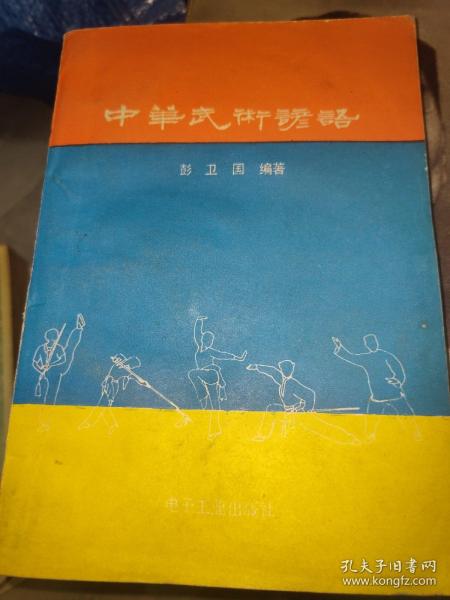 中華武術諺語
彭卫国 编著
电子工业出版社
孔夫子旧书网
www.kongfz.com